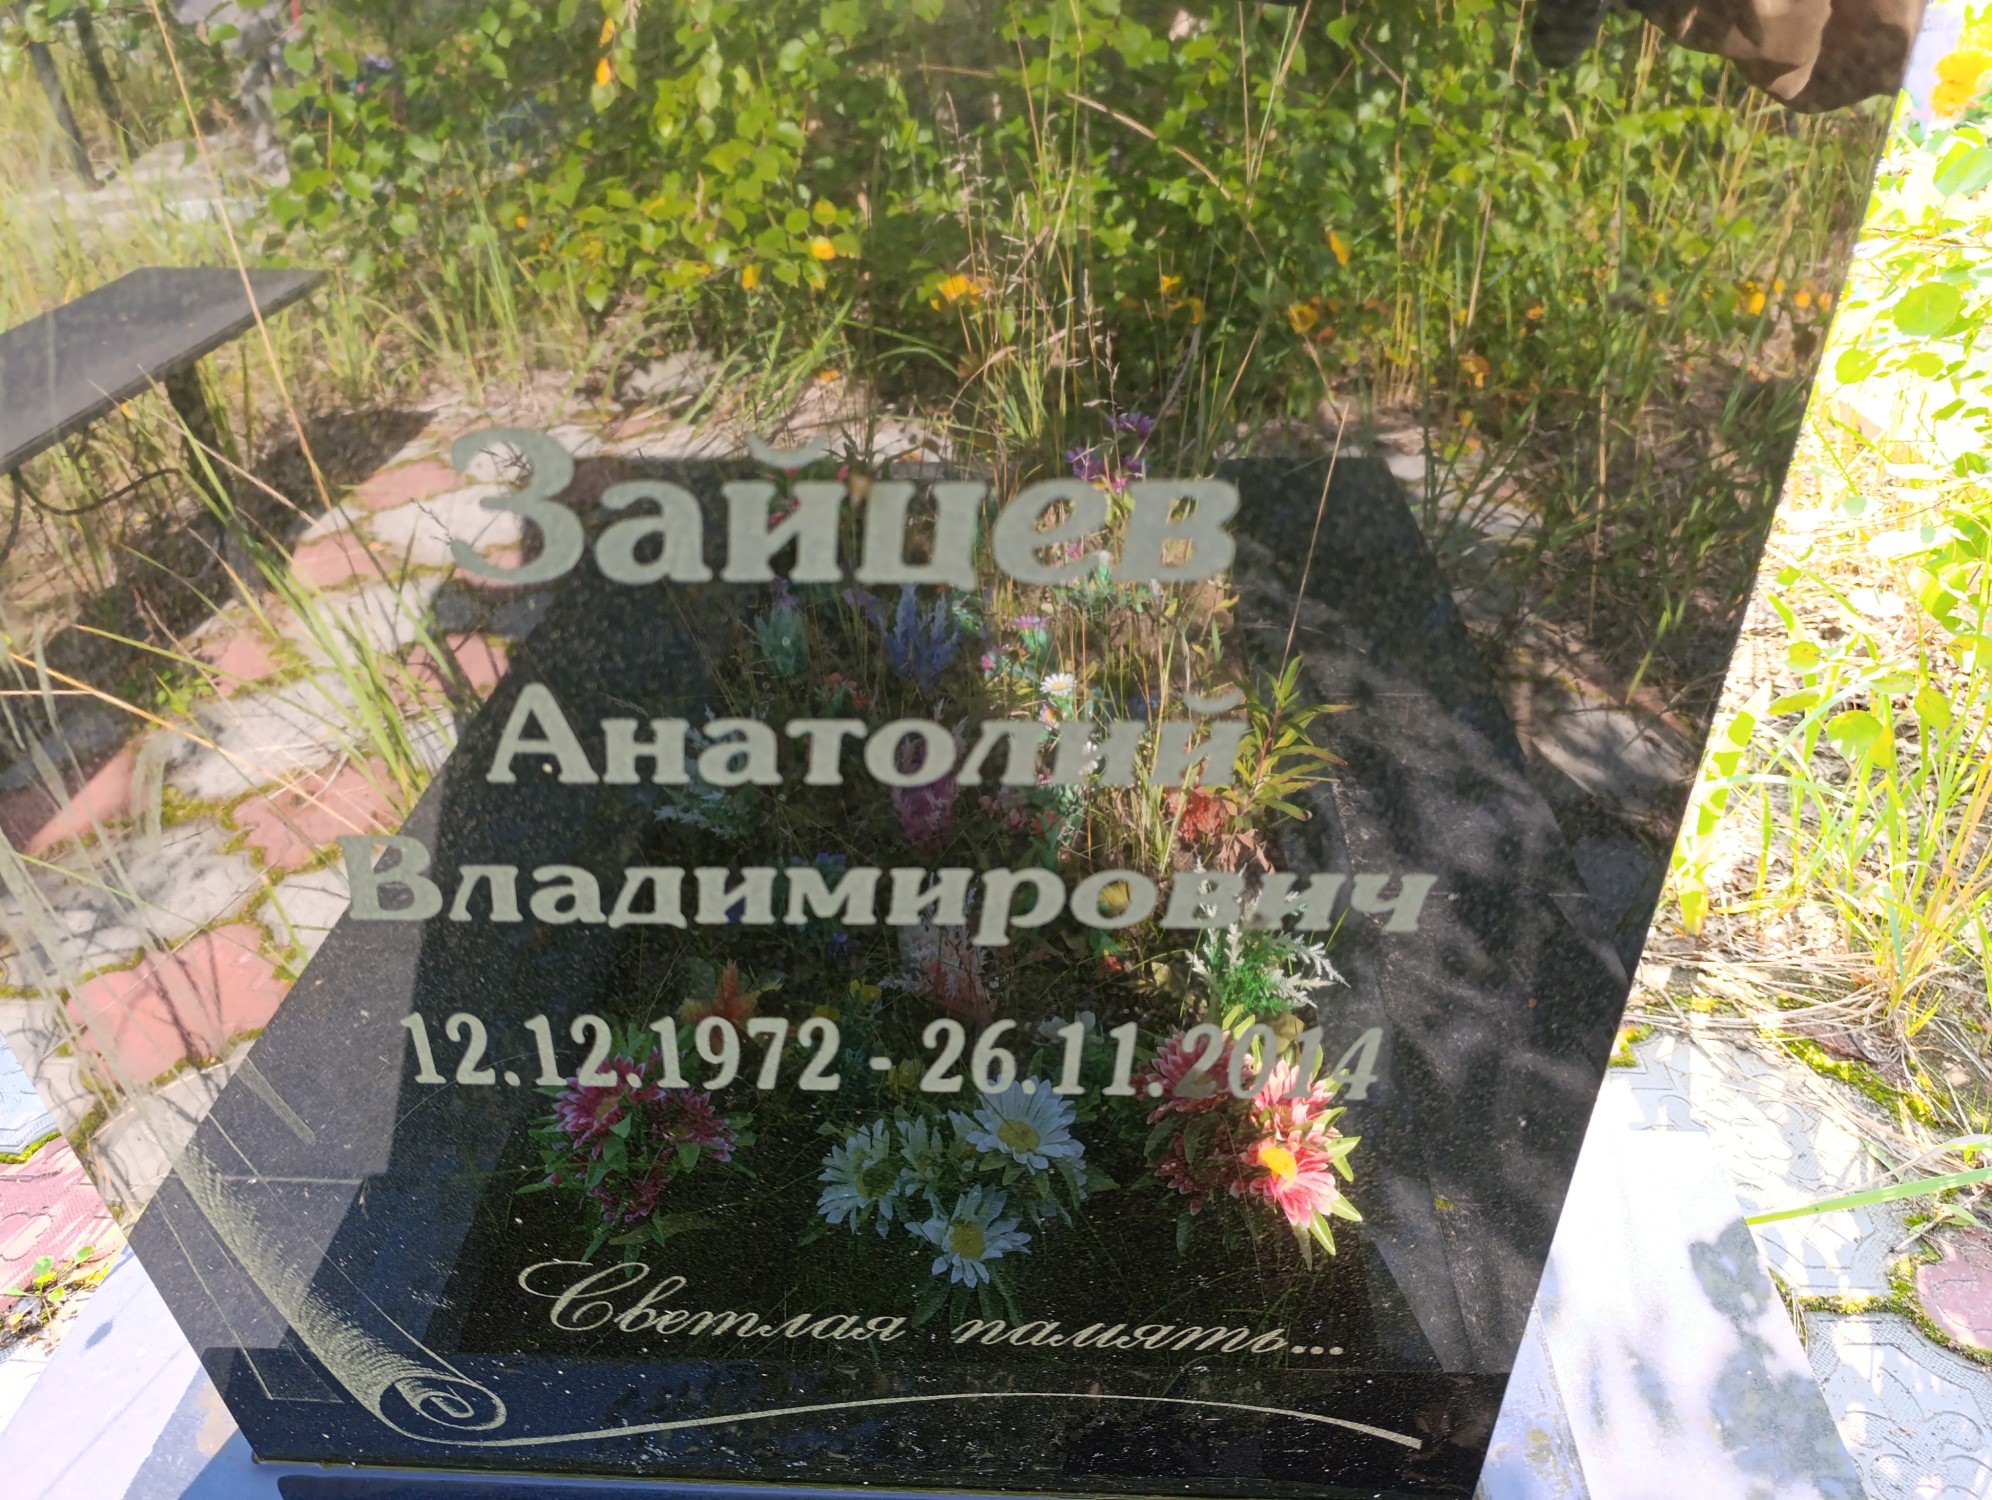 Зайцев
Анатолий
Владимирович
12.12.1972 - 26.11.2014
Светлая память...